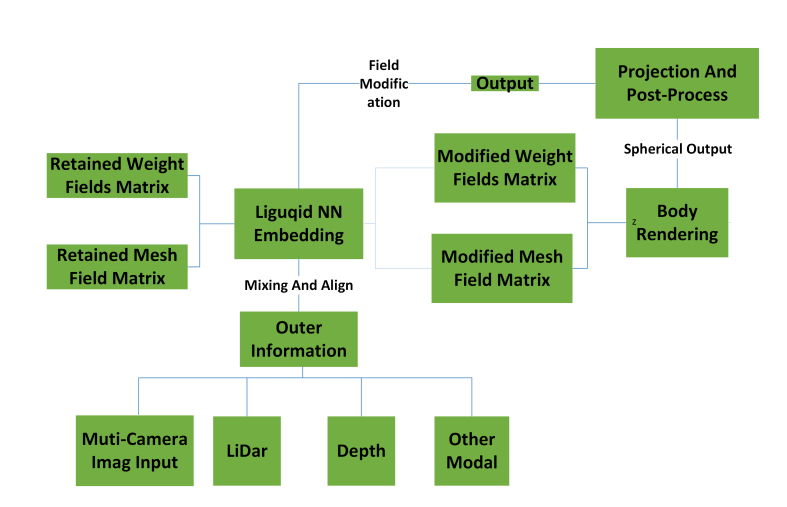 Field
Modific
ation
Output
Projection And
Post-Process
Spherical Output
Retained Weight
Fields Matrix
Modified Weight
Fields Matrix
Liguqid NN
Embedding
z
Body
Rendering
Retained Mesh
Field Matrix
Modified Mesh
Field Matrix
Mixing And Align
Outer
Information
Muti-Camera
Imag Input
LiDar
Depth
Other
Modal